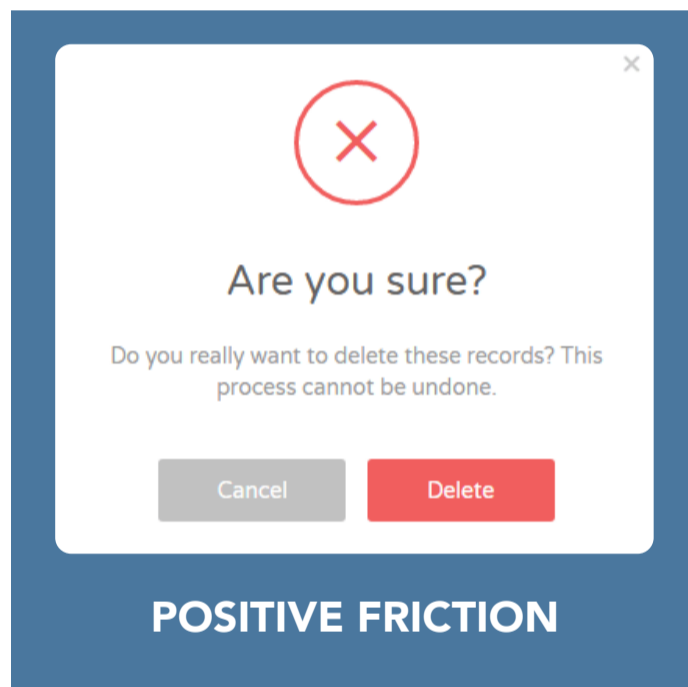 Are you sure?
Do you really want to delete these records? This
process cannot be undone.
Cancel
Delete
POSITIVE FRICTION